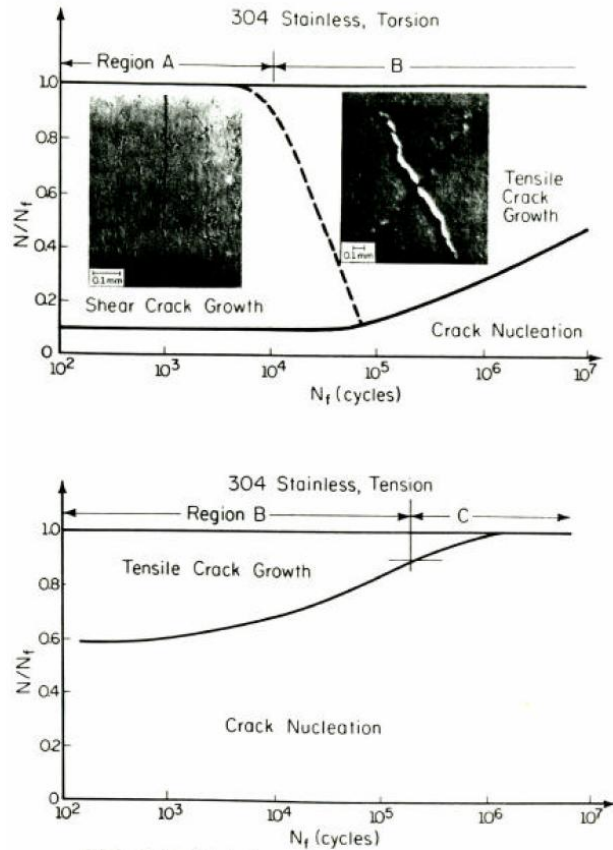 304 Stainless, Torsion
Region A
B
1.0
0.8
0.6
0.4
0.2
0
N/Nf
0.1mm
0.1mm
Tensile
Crack
Growth
Shear Crack Growth
Crack Nucleation
10² 10³ 10⁴ 10⁵ 10⁶ 10⁷
Nf (cycles)
304 Stainless, Tension
Region B
C
1.0
0.8
0.6
0.4
0.2
0
N/Nf
Tensile Crack Growth
Crack Nucleation
10² 10³ 10⁴ 10⁵ 10⁶ 10⁷
Nf (cycles)